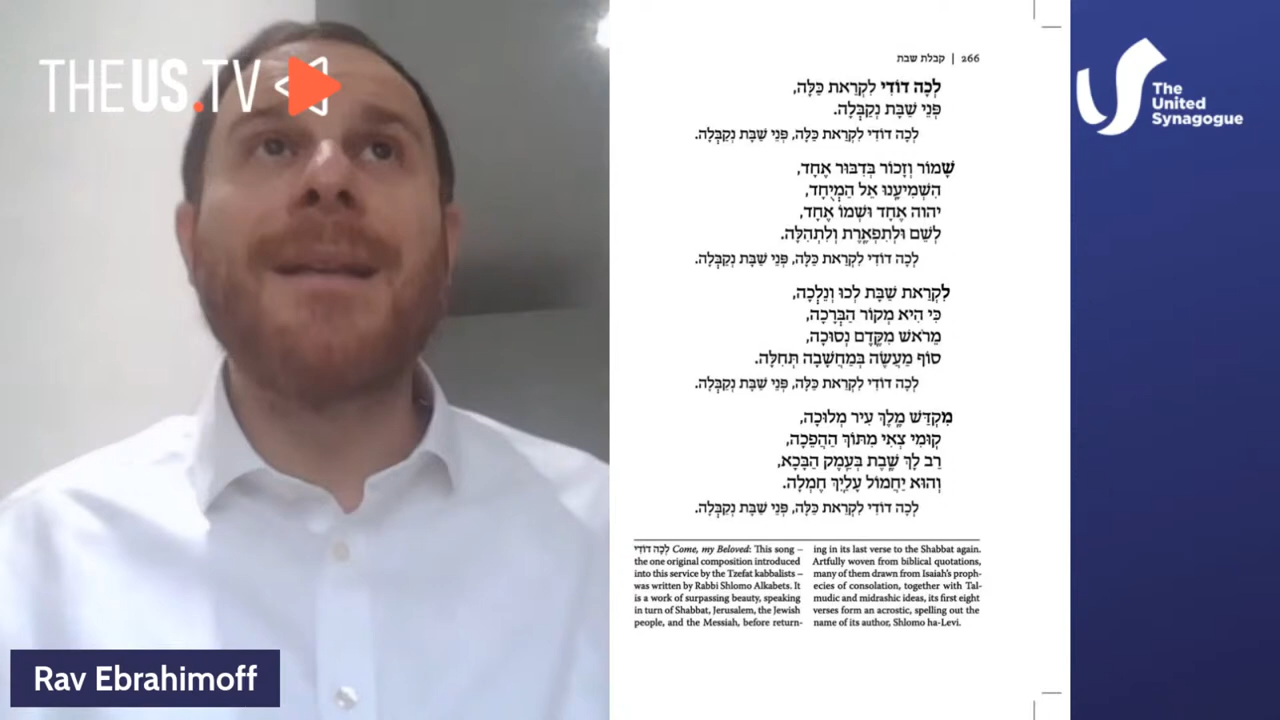 THEUS.TV
266 | קבלת שבת
לְכָה דוֹדִי לִקְרַאת כַּלָּה,
פְּנֵי שַׁבָּת נְקַבְּלָה.
לְכָה דוֹדִי לִקְרַאת כַּלָּה, פְּנֵי שַׁבָּת נְקַבְּלָה.
שָׁמוֹר וְזָכוֹר בְּדִבּוּר אֶחָד,
הִשְׁמִיעָֽנוּ אֵל הַמְיֻחָד,
יהוה אֶחָד וּשְׁמוֹ אֶחָד,
לְשֵׁם וּלְתִפְאֶֽרֶת וְלִתְהִלָּה.
לְכָה דוֹדִי לִקְרַאת כַּלָּה, פְּנֵי שַׁבָּת נְקַבְּלָה.
לִקְרַאת שַׁבָּת לְכוּ וְנֵלְכָה,
כִּי הִיא מְקוֹר הַבְּרָכָה,
מֵרֹאשׁ מִקֶּֽדֶם נְסוּכָה,
סוֹף מַעֲשֶׂה בְּמַחֲשָׁבָה תְּחִלָּה.
לְכָה דוֹדִי לִקְרַאת כַּלָּה, פְּנֵי שַׁבָּת נְקַבְּלָה.
מִקְדַּשׁ מֶֽלֶךְ עִיר מְלוּכָה,
קוּמִי צְאִי מִתּוֹךְ הַהֲפֵכָה,
רַב לָךְ שֶֽׁבֶת בְּעֵֽמֶק הַבָּכָא,
וְהוּא יַחֲמוֹל עָלַֽיִךְ חֶמְלָה.
לְכָה דוֹדִי לִקְרַאת כַּלָּה, פְּנֵי שַׁבָּת נְקַבְּלָה.
לְכָה דוֹדִי Come, my Beloved: This song –
the one original composition introduced
into this service by the Tzefat kabbalists –
was written by Rabbi Shlomo Alkabets. It
is a work of surpassing beauty, speaking
in turn of Shabbat, Jerusalem, the Jewish
people, and the Messiah, before return-
ing in its last verse to the Shabbat again.
Artfully woven from biblical quotations,
many of them drawn from Isaiah's proph-
ecies of consolation, together with Tal-
mudic and midrashic ideas, its first eight
verses form an acrostic, spelling out the
name of its author, Shlomo ha-Levi.
The
United
Synagogue
Rav Ebrahimoff